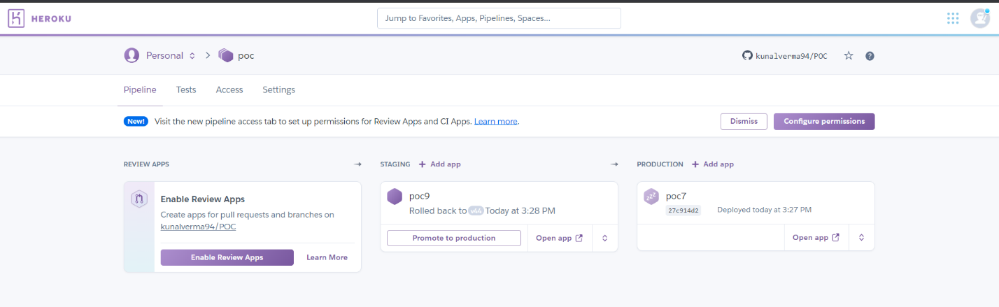 HEROKU
Jump to Favorites, Apps, Pipelines, Spaces...
Personal
poc
kunalverma94/POC
Pipeline
Tests
Access
Settings
New! Visit the new pipeline access tab to set up permissions for Review Apps and CI Apps. Learn more.
Dismiss
Configure permissions
REVIEW APPS
Enable Review Apps
Create apps for pull requests and branches on
kunalverma94/POC
Enable Review Apps
Learn More
STAGING
Add app
poc9
Rolled back to v44 Today at 3:28 PM
Promote to production
Open app
PRODUCTION
Add app
zzz
poc7
27c914d2
Deployed today at 3:27 PM
Open app